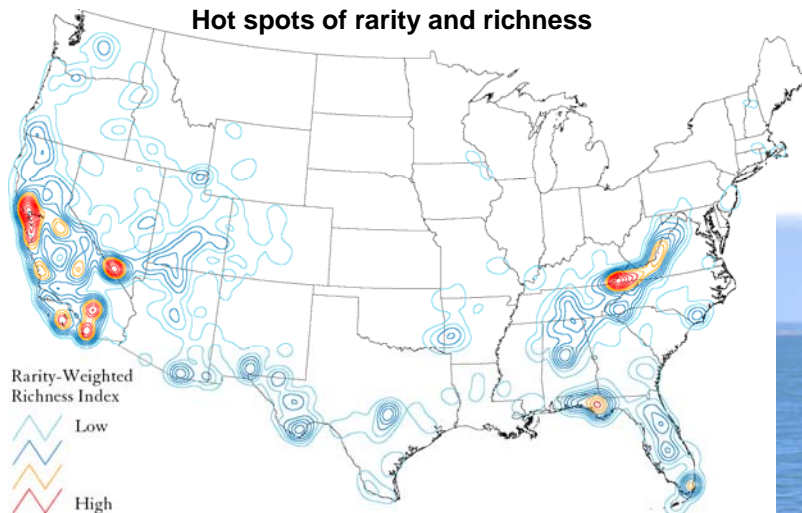 Hot spots of rarity and richness
Rarity-Weighted
Richness Index
Low
High